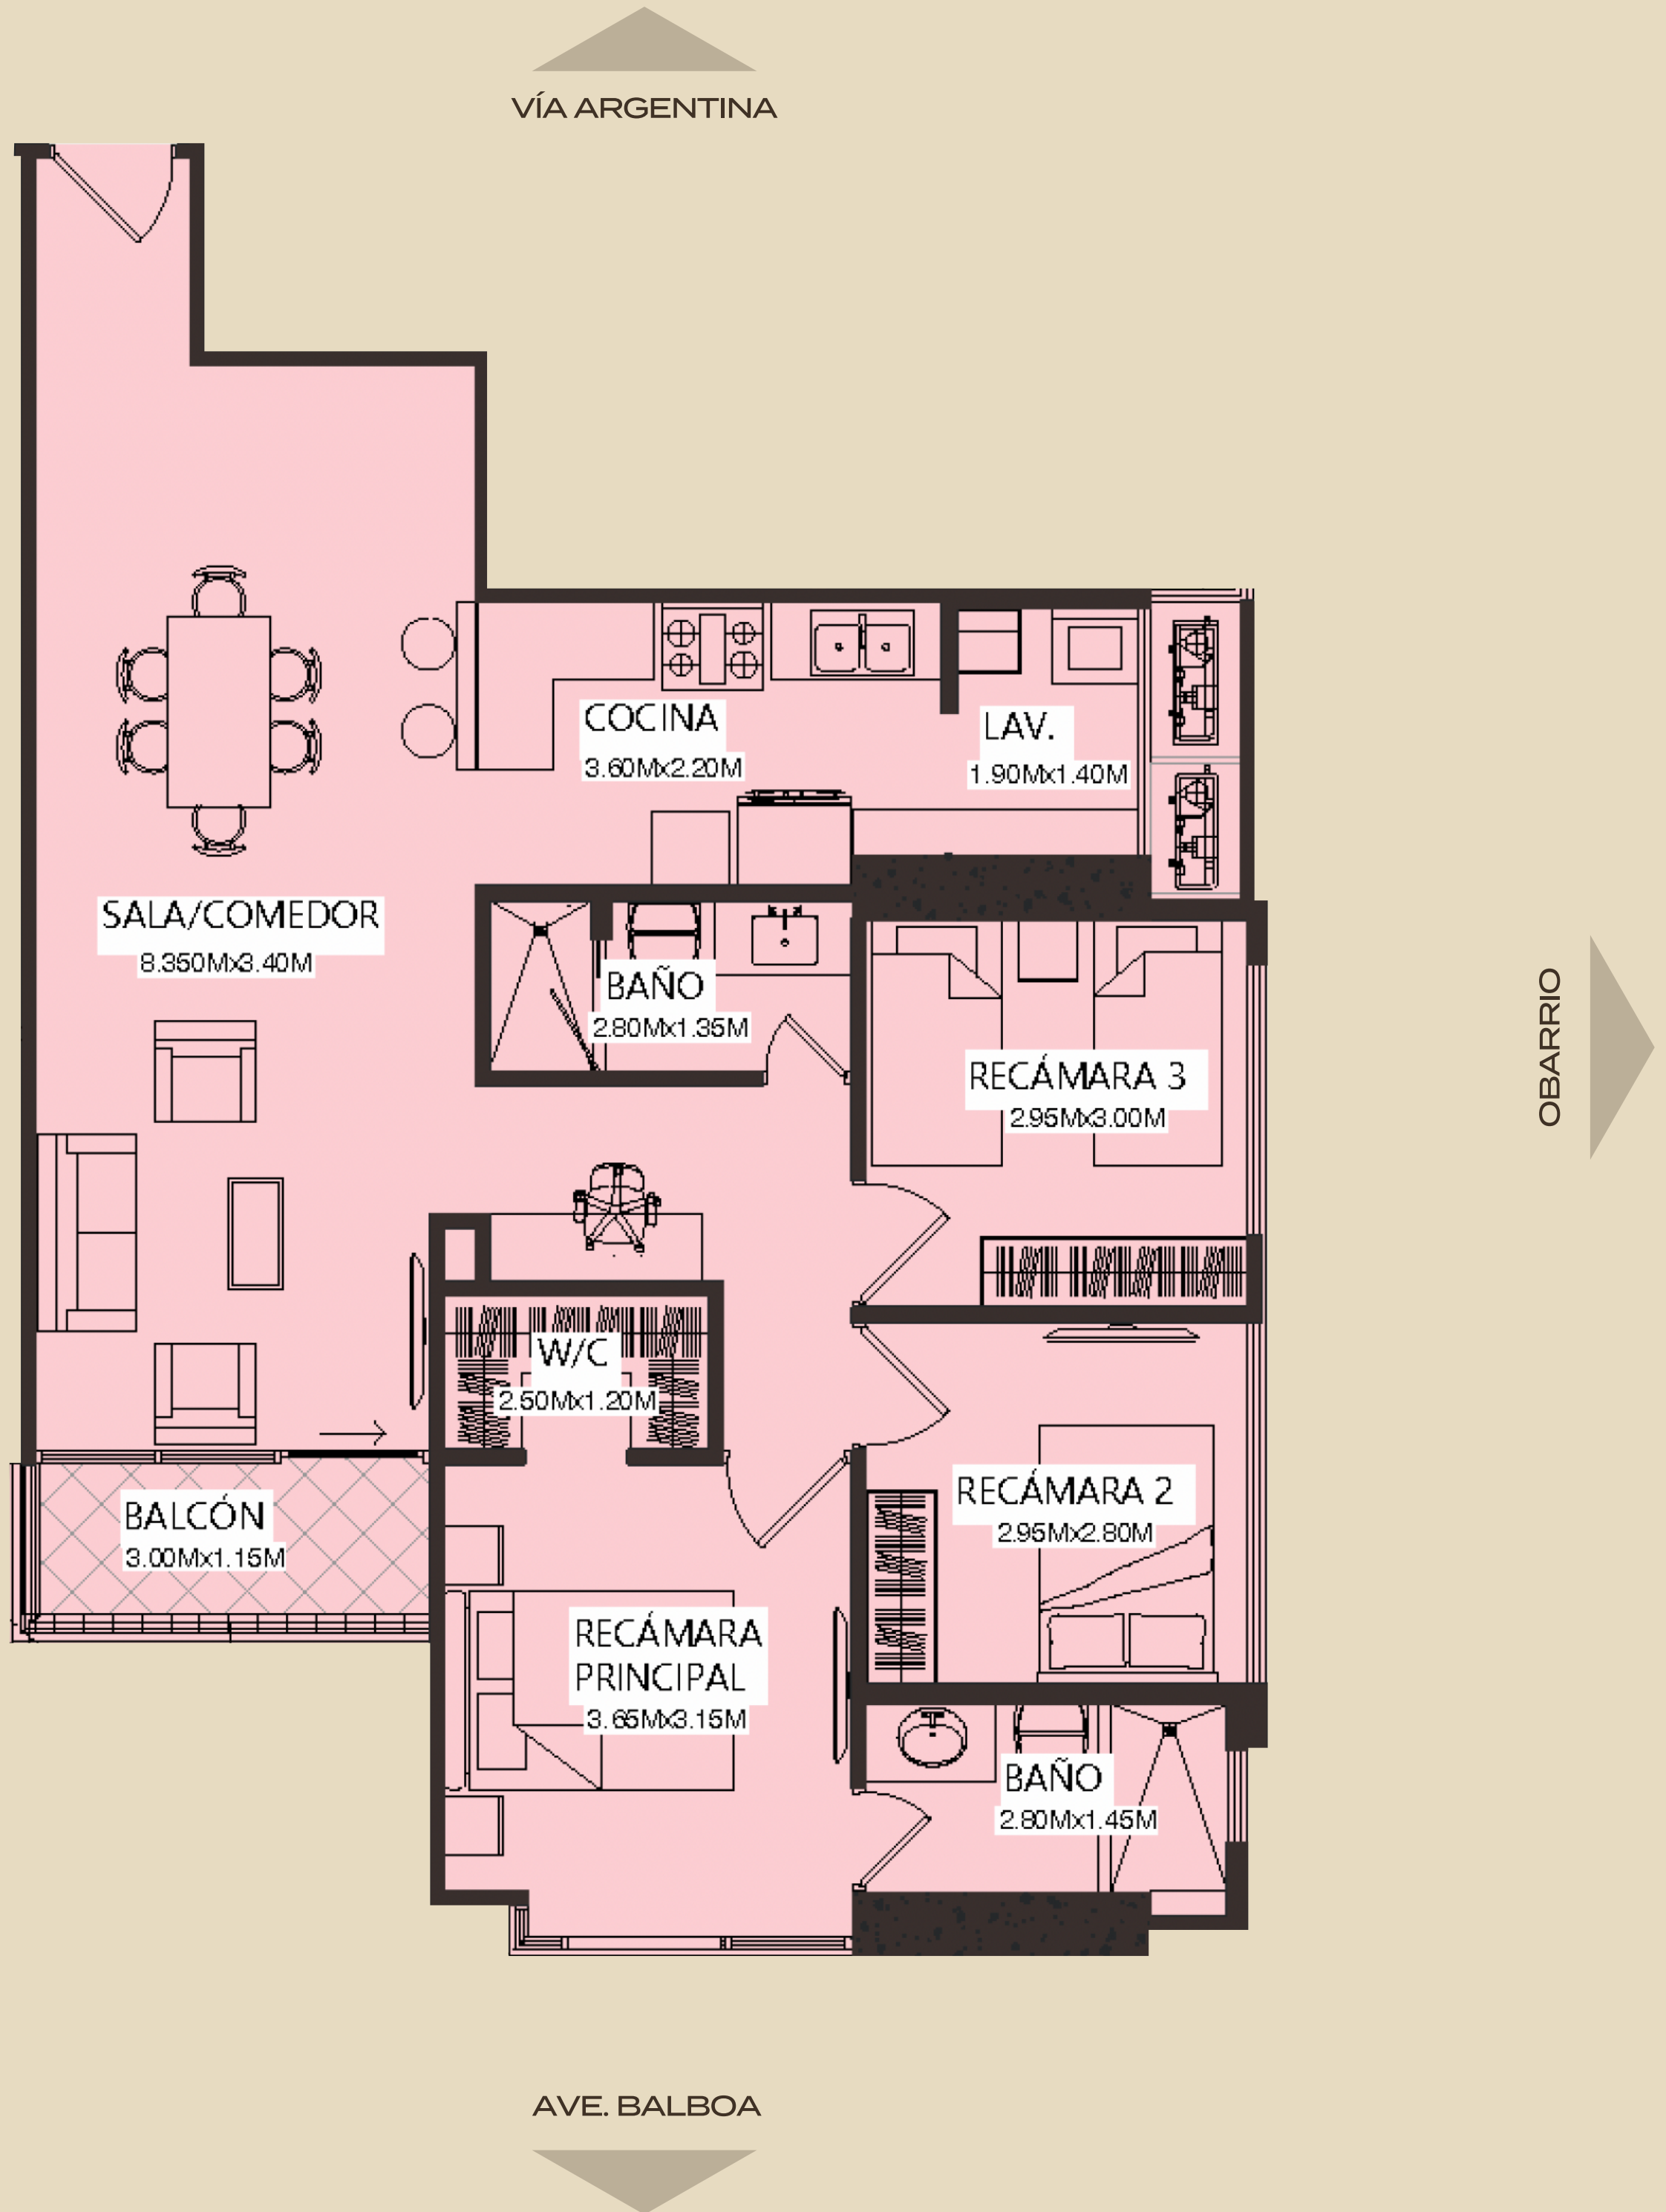 VÍA ARGENTINA
COCINA
3.60Mx2.20M
LAV.
1.90Mx1.40M
SALA/COMEDOR
8.350Mx3.40M
BAÑO
2.80Mx1.35M
RECÁMARA 3
2.95Mx3.00M
OBARRIO
W/C
2.50Mx1.20M
BALCÓN
3.00Mx1.15M
RECÁMARA 2
2.95Mx2.80M
RECÁMARA
PRINCIPAL
3.65Mx3.15M
BAÑO
2.80Mx1.45M
AVE. BALBOA